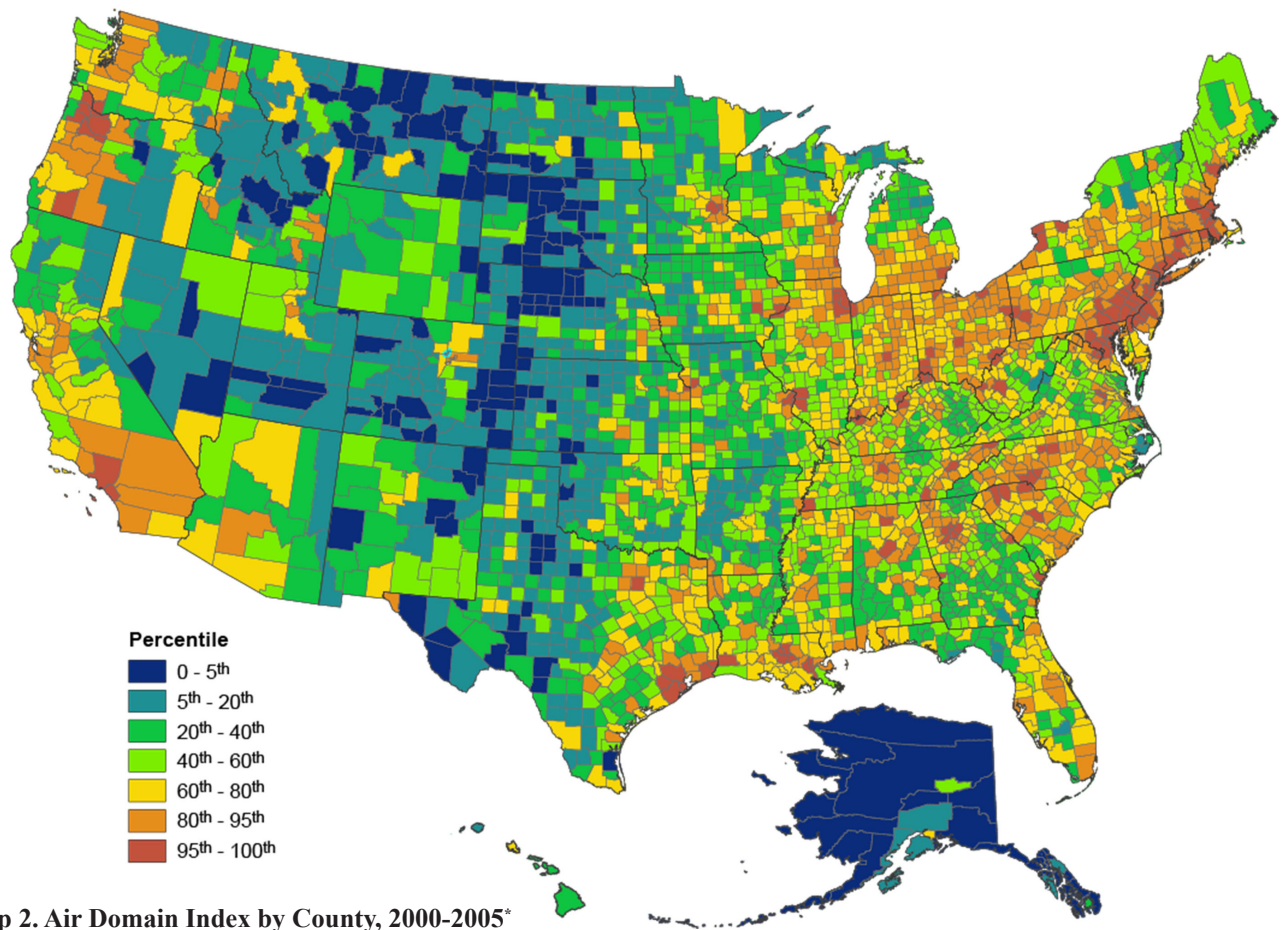 Percentile
0 - 5th
5th - 20th
20th - 40th
40th - 60th
60th - 80th
80th - 95th
95th - 100th
p 2. Air Domain Index by County, 2000-2005*